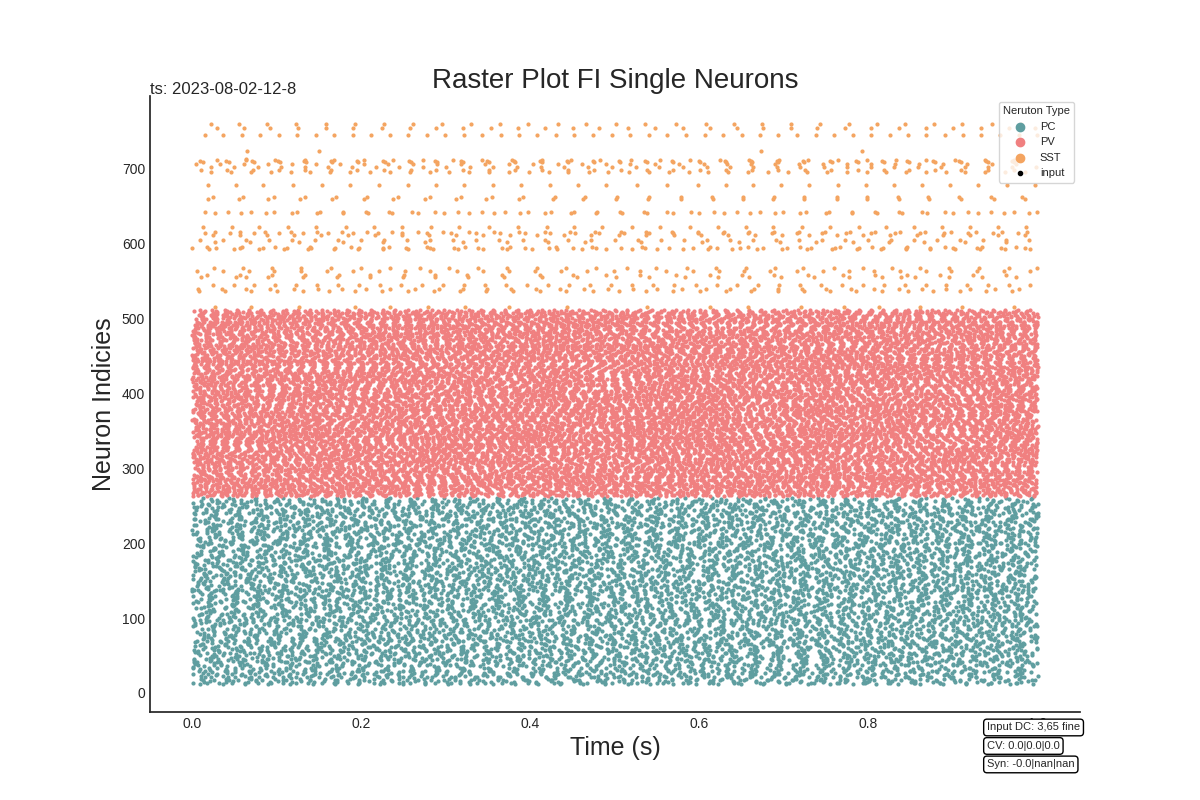 Raster Plot FI Single Neurons
ts: 2023-08-02-12-8
Neruton Type
PC
PV
SST
input
Neuron Indicies
700
600
500
400
300
200
100
0
0.0 0.2 0.4 0.6 0.8
Time (s)
Input DC: 3,65 fine
CV: 0.0|0.0|0.0
Syn: -0.0|nan|nan